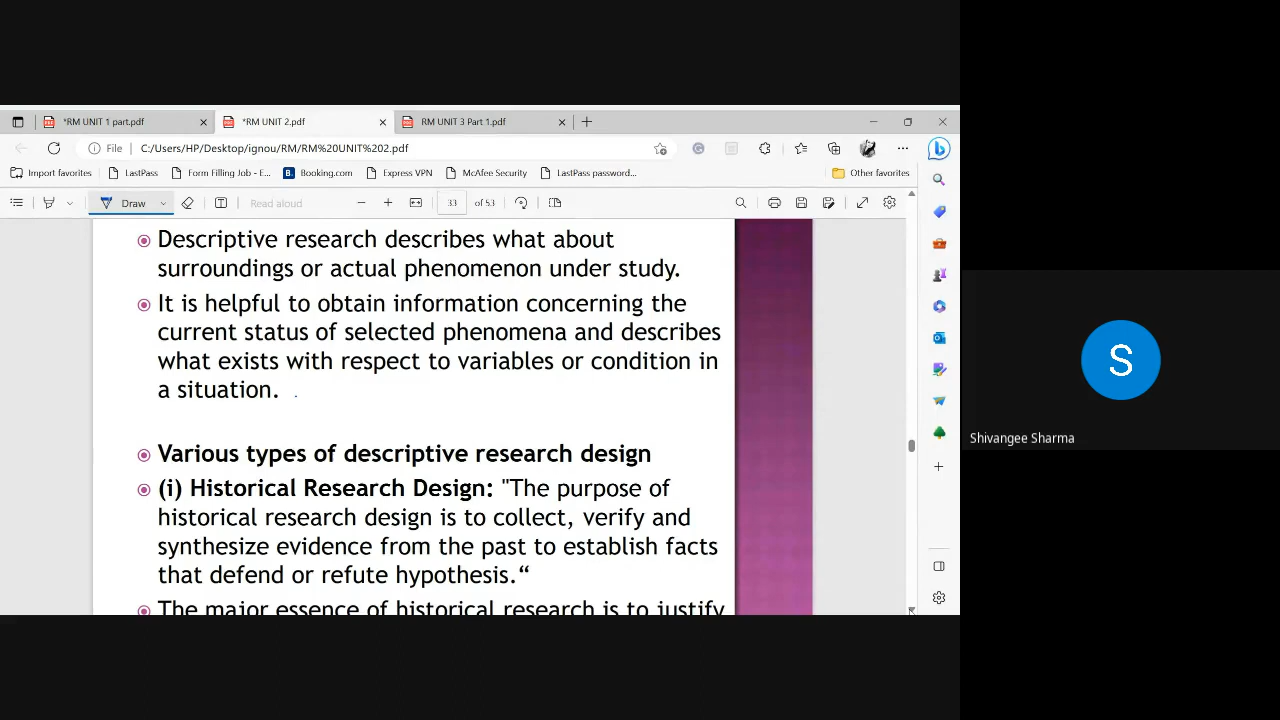 *RM UNIT 1 part.pdf
*RM UNIT 2.pdf
RM UNIT 3 Part 1.pdf
File C:/Users/HP/Desktop/ignou/RM/RM%20UNIT%202.pdf
Import favorites LastPass Form Filling Job - E... Booking.com Express VPN McAfee Security LastPass password... Other favorites
Draw Read aloud 33 of 53
Descriptive research describes what about
surroundings or actual phenomenon under study.
It is helpful to obtain information concerning the
current status of selected phenomena and describes
what exists with respect to variables or condition in
a situation.
Various types of descriptive research design
(i) Historical Research Design: "The purpose of
historical research design is to collect, verify and
synthesize evidence from the past to establish facts
that defend or refute hypothesis.“
The major essence of historical research is to justify
S
Shivangee Sharma